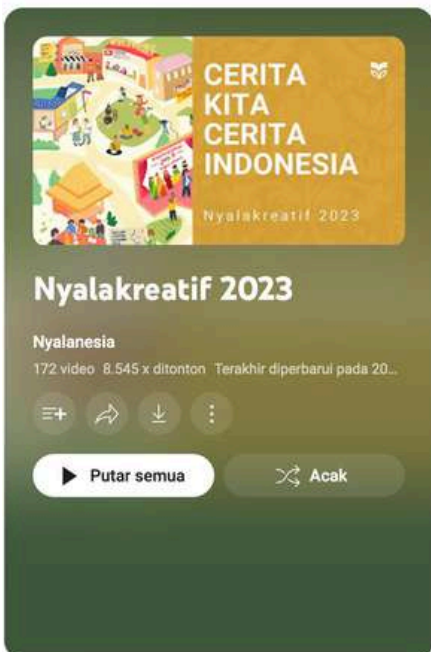 CERITA
KITA
CERITA
INDONESIA
Nyalakreatif 2023
Nyalakreatif 2023
Nyalanesia
172 video 8.545 x ditonton Terakhir diperbarui pada 20...
Putar semua
Acak